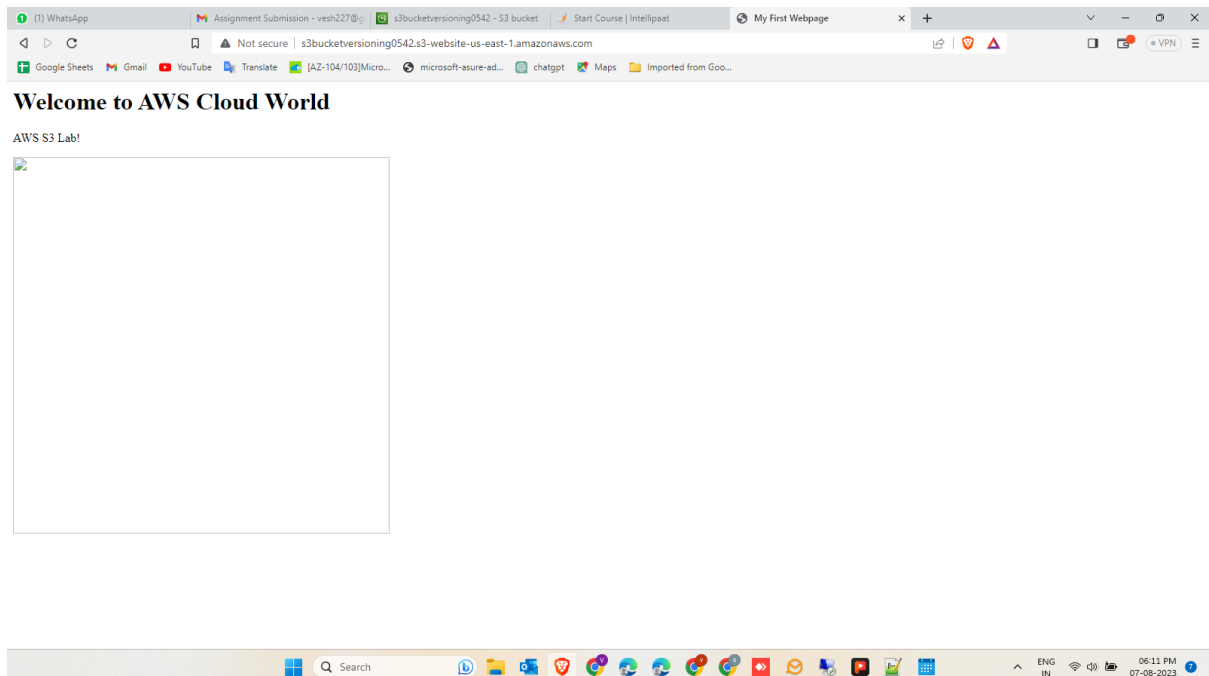 (1) WhatsApp
Assignment Submission - vesh227@g
s3bucketversioning0542 - S3 bucket
Start Course | Intellipaat
My First Webpage
Not secure
s3bucketversioning0542.s3-website-us-east-1.amazonaws.com
VPN
Google Sheets
Gmail
YouTube
Translate
[AZ-104/103]Micro...
microsoft-asure-ad...
chatgpt
Maps
Imported from Goo...
Welcome to AWS Cloud World
AWS S3 Lab!
Search
ENG
IN
06:11 PM
07-08-2023
7